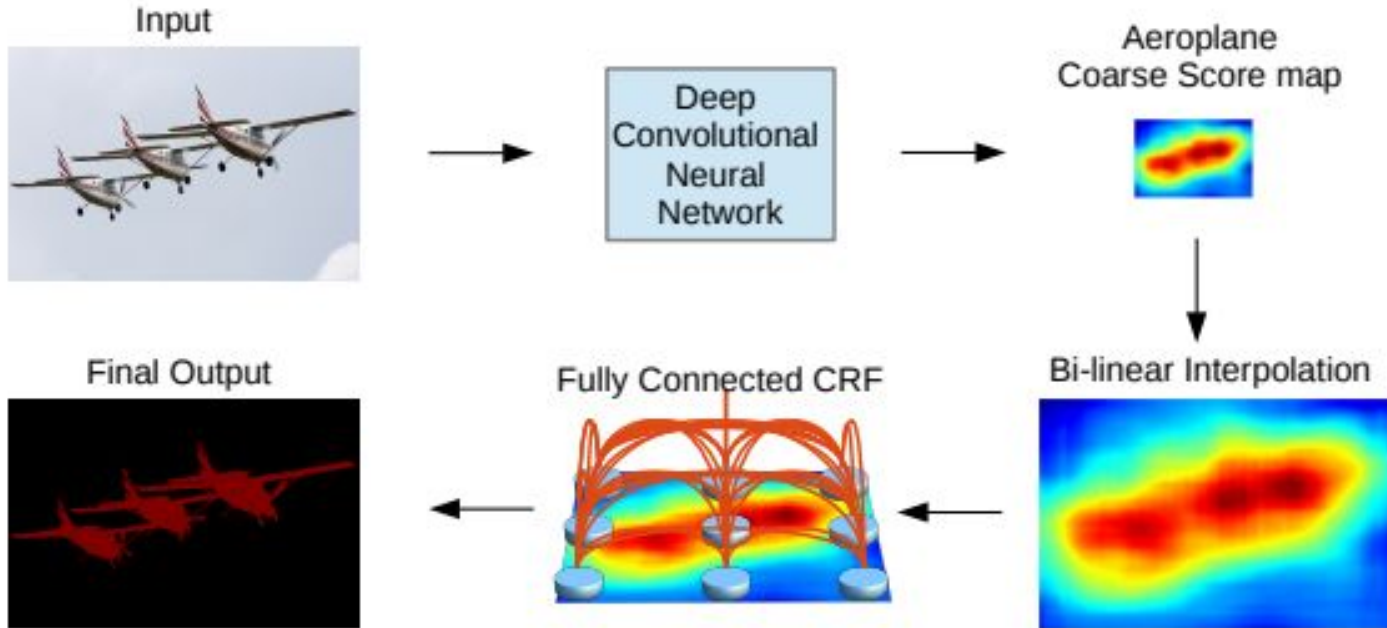 Input
Deep
Convolutional
Neural
Network
Aeroplane
Coarse Score map
Bi-linear Interpolation
Fully Connected CRF
Final Output